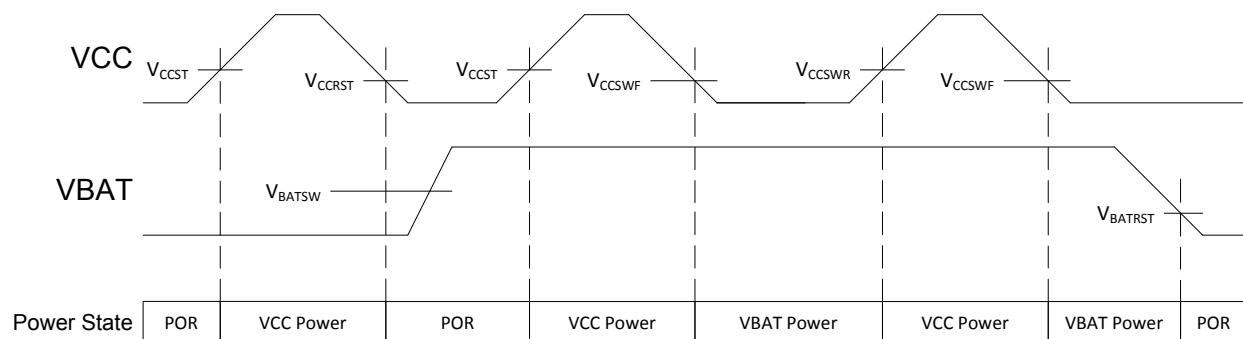 VCC
VCCST
VCCRST
VCCST
VCCSWF
VCCSWR
VCCSWF
VBAT
VBATSW
VBATRST
Power State POR VCC Power POR VCC Power VBAT Power VCC Power VBAT Power POR